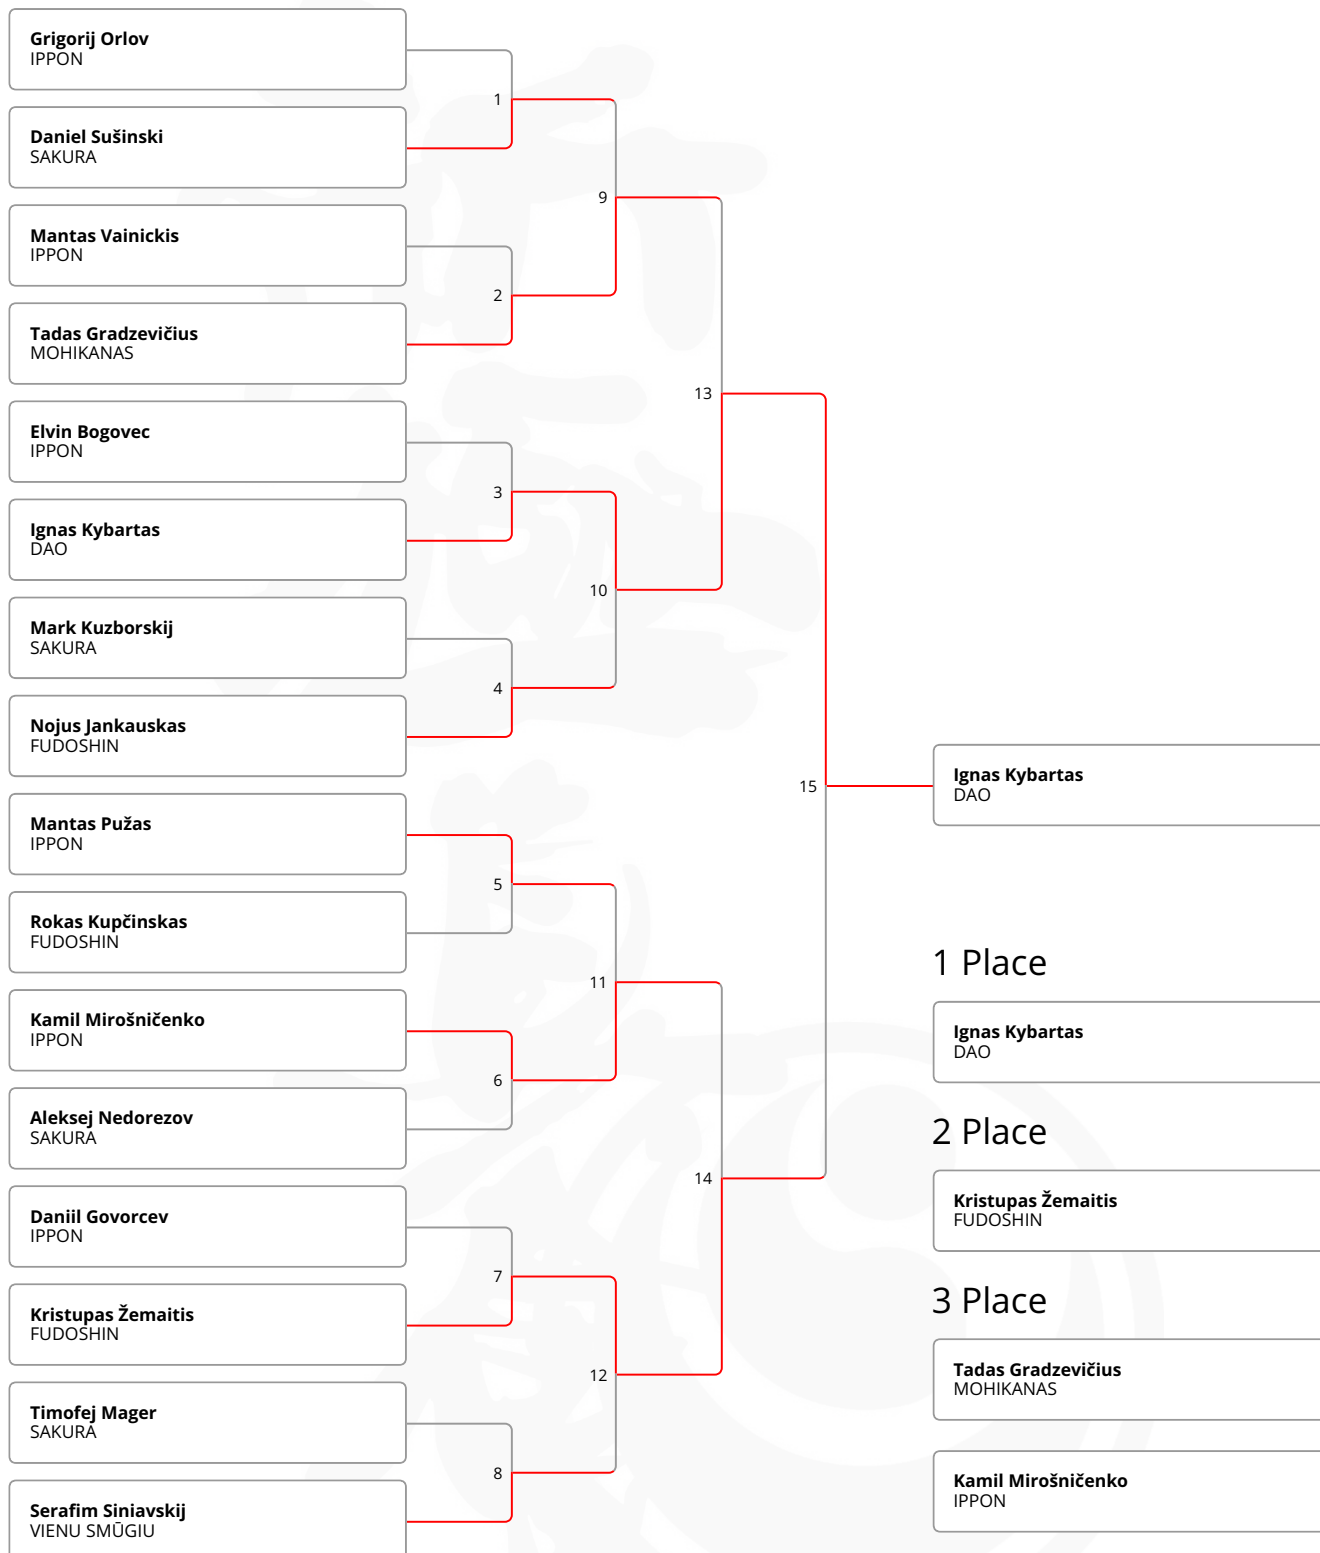 Grigorij Orlov
IPPON
Daniel Sušinski
SAKURA
Mantas Vainickis
IPPON
Tadas Gradzevičius
MOHIKANAS
Elvin Bogovec
IPPON
Ignas Kybartas
DAO
Mark Kuzborskij
SAKURA
Nojus Jankauskas
FUDOSHIN
Mantas Pužas
IPPON
Rokas Kupčinskas
FUDOSHIN
Kamil Mirošničenko
IPPON
Aleksej Nedorezov
SAKURA
Daniil Govorcev
IPPON
Kristupas Žemaitis
FUDOSHIN
Timofej Mager
SAKURA
Serafim Siniavskij
VIENU SMŪGIU
1
2
3
4
5
6
7
8
9
10
11
12
13
14
15
Ignas Kybartas
DAO
1 Place
Ignas Kybartas
DAO
2 Place
Kristupas Žemaitis
FUDOSHIN
3 Place
Tadas Gradzevičius
MOHIKANAS
Kamil Mirošničenko
IPPON